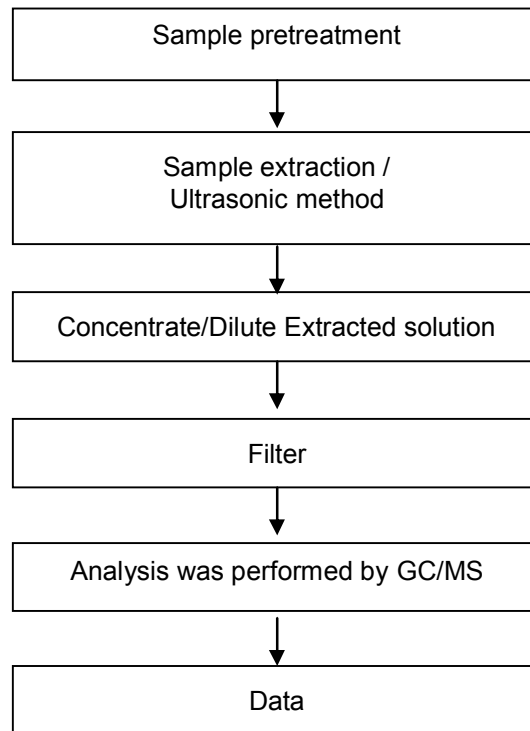 Sample pretreatment
Sample extraction /
Ultrasonic method
Concentrate/Dilute Extracted solution
Filter
Analysis was performed by GC/MS
Data